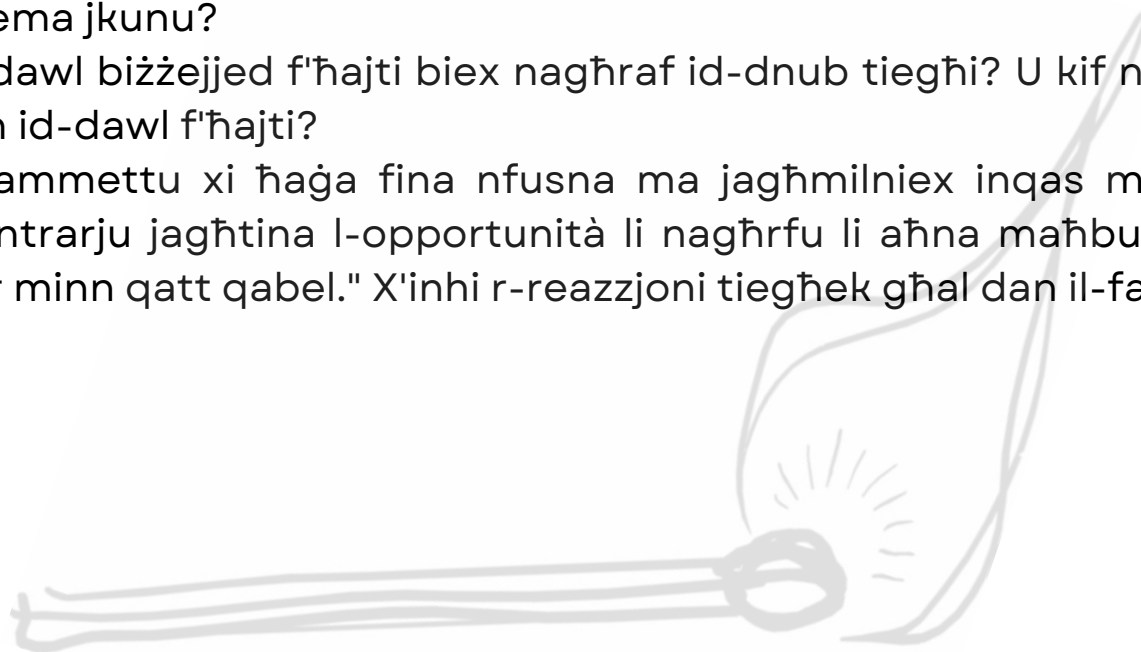 ema jkunu?
dawl biżżejjed f'ħajti biex nagħraf id-dnub tiegħi? U kif n
id-dawl f'ħajti?
ammettu xi ħaġa fina nfusna ma jagħmilniex inqas m
ntrarju jagħtina l-opportunità li nagħrfu li aħna maħbu
minn qatt qabel." X'inhi r-reazzjoni tiegħek għal dan il-fa